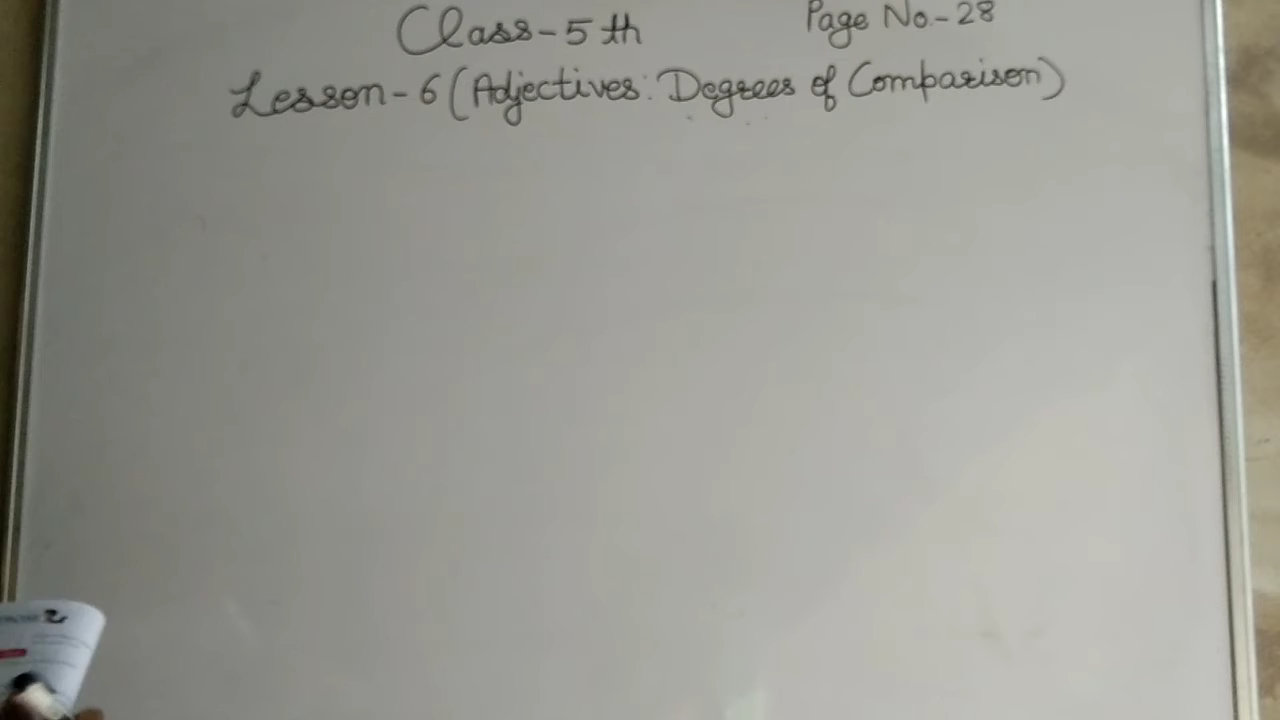 Class-5 th Page No.-28
Lesson-6 (Adjectives: Degrees of Comparison)